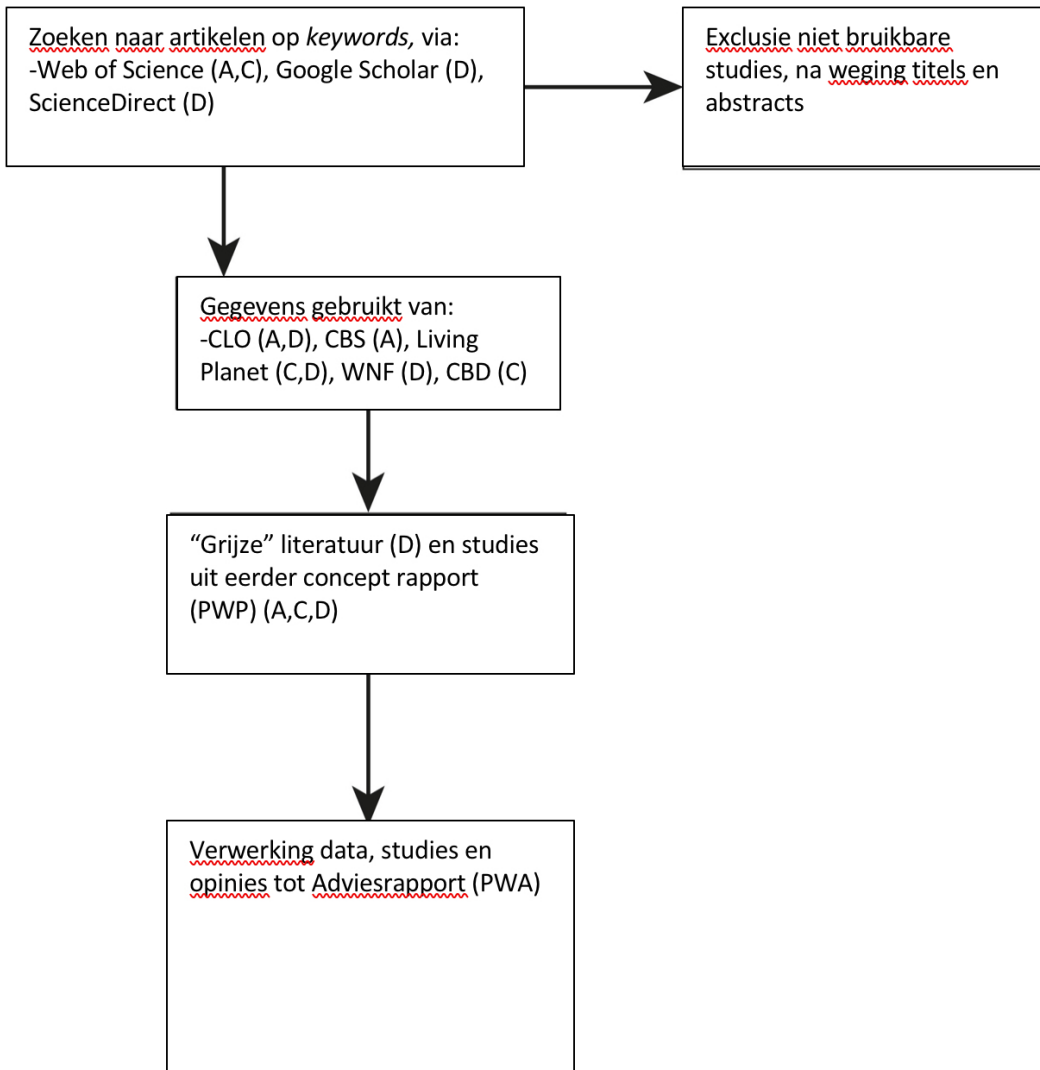 Zoeken naar artikelen op keywords, via:
-Web of Science (A,C), Google Scholar (D),
ScienceDirect (D)
Exclusie niet bruikbare
studies, na weging titels en
abstracts
Gegevens gebruikt van:
-CLO (A,D), CBS (A), Living
Planet (C,D), WNF (D), CBD (C)
“Grijze” literatuur (D) en studies
uit eerder concept rapport
(PWP) (A,C,D)
Verwerking data, studies en
opinies tot Adviesrapport (PWA)